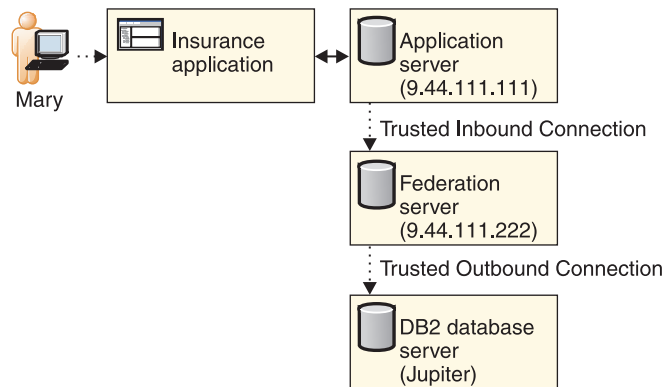 Mary
Insurance
application
Application
server
(9.44.111.111)
Trusted Inbound Connection
Federation
server
(9.44.111.222)
Trusted Outbound Connection
DB2 database
server
(Jupiter)